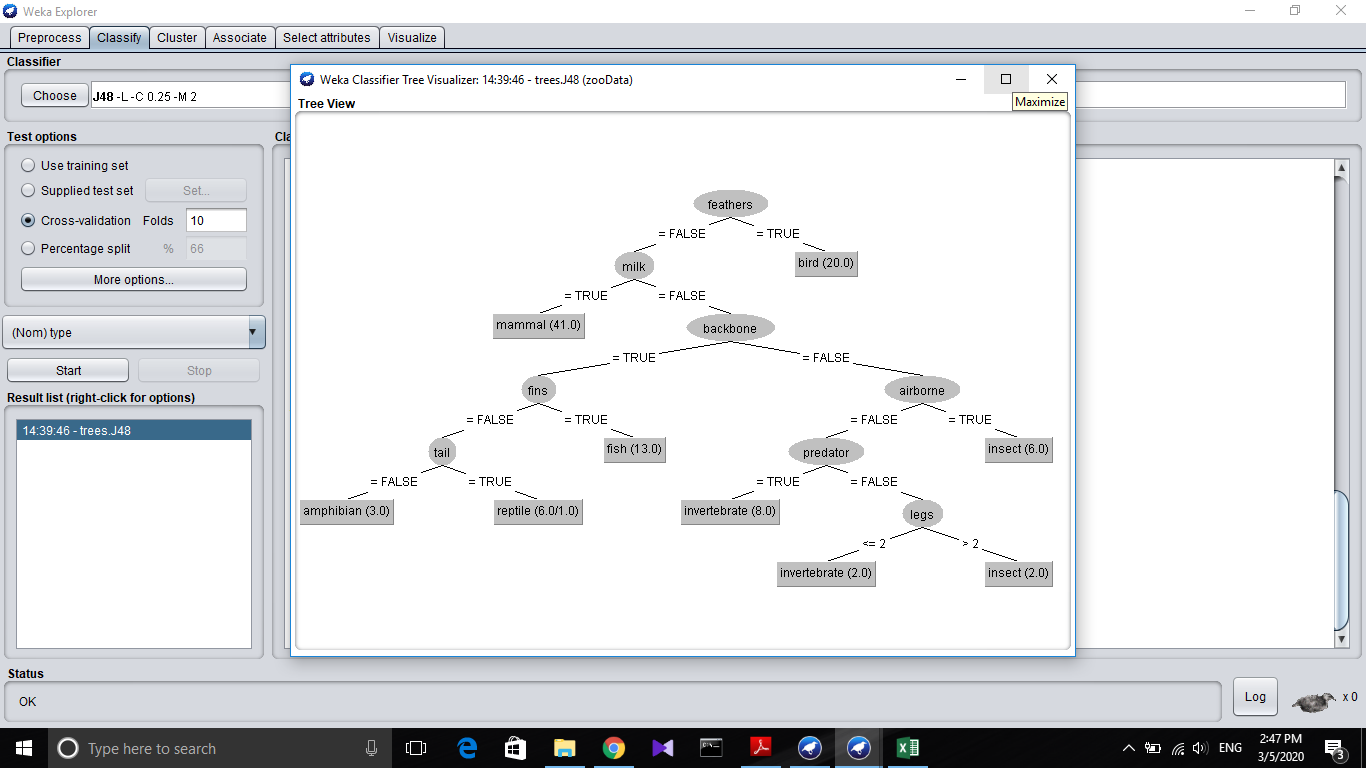 Weka Explorer
Preprocess Classify Cluster Associate Select attributes Visualize
Classifier
Choose J48 -L -C 0.25 -M 2
Weka Classifier Tree Visualizer: 14:39:46 - trees.J48 (zooData)
Tree View
Maximize
Test options
Use training set
Supplied test set Set...
Cross-validation Folds 10
Percentage split % 66
More options...
(Nom) type
Start Stop
Result list (right-click for options)
14:39:46 - trees.J48
Cla
feathers
= FALSE = TRUE
milk bird (20.0)
= TRUE = FALSE
mammal (41.0) backbone
= TRUE = FALSE
fins airborne
= FALSE = TRUE = FALSE = TRUE
tail fish (13.0) predator insect (6.0)
= FALSE = TRUE = TRUE = FALSE
amphibian (3.0) reptile (6.0/1.0) invertebrate (8.0) legs
<= 2 > 2
invertebrate (2.0) insect (2.0)
Status
OK Log x 0
Type here to search
ENG
2:47 PM
3/5/2020
3